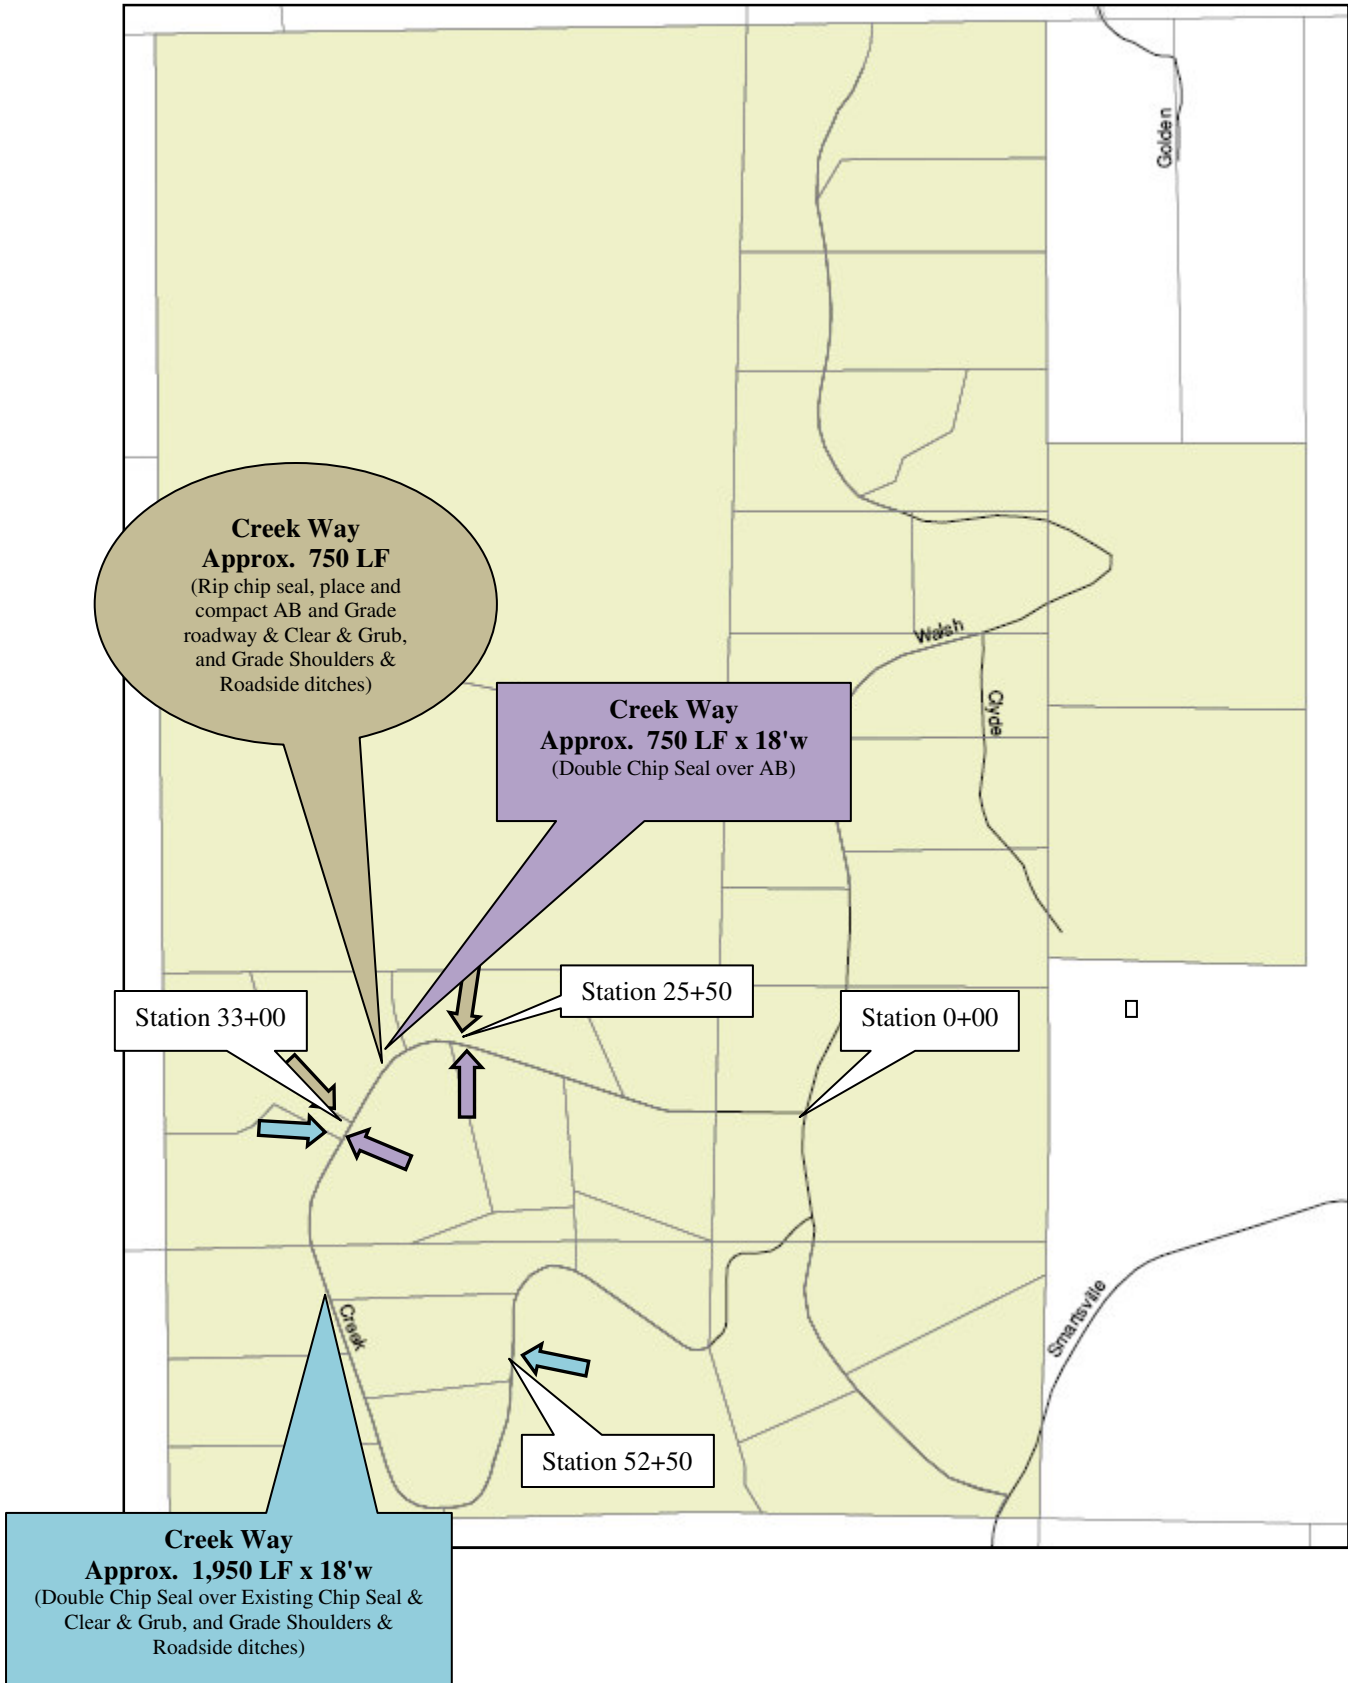 Golden
Creek Way
Approx. 750 LF
(Rip chip seal, place and
compact AB and Grade
roadway & Clear & Grub,
and Grade Shoulders &
Roadside ditches)
Walsh
Clyde
Creek Way
Approx. 750 LF x 18'w
(Double Chip Seal over AB)
Station 25+50
Station 33+00
Station 0+00
Smartsville
Creek
Station 52+50
Creek Way
Approx. 1,950 LF x 18'w
(Double Chip Seal over Existing Chip Seal &
Clear & Grub, and Grade Shoulders &
Roadside ditches)